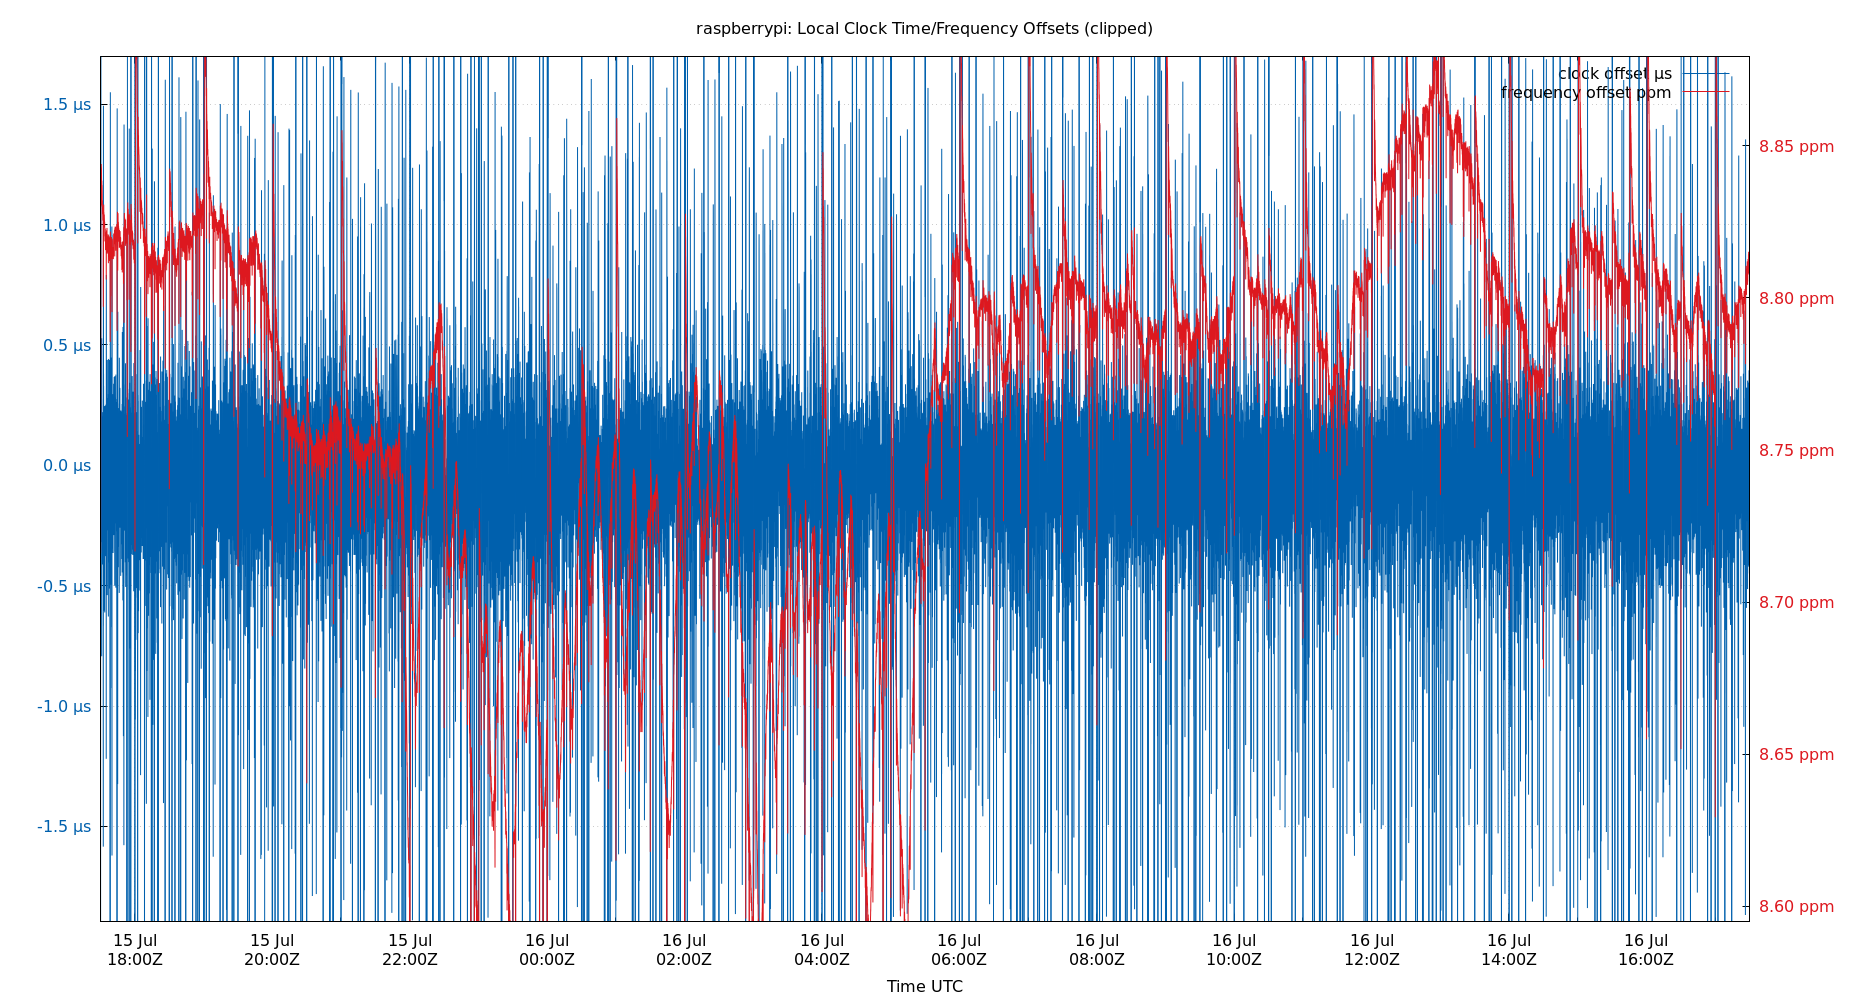 raspberrypi: Local Clock Time/Frequency Offsets (clipped)
clock offset µs
frequency offset ppm
1.5 µs
1.0 µs
0.5 µs
0.0 µs
-0.5 µs
-1.0 µs
-1.5 µs
8.85 ppm
8.80 ppm
8.75 ppm
8.70 ppm
8.65 ppm
8.60 ppm
15 Jul
18:00Z
15 Jul
20:00Z
15 Jul
22:00Z
16 Jul
00:00Z
16 Jul
02:00Z
16 Jul
04:00Z
16 Jul
06:00Z
16 Jul
08:00Z
16 Jul
10:00Z
16 Jul
12:00Z
16 Jul
14:00Z
16 Jul
16:00Z
Time UTC